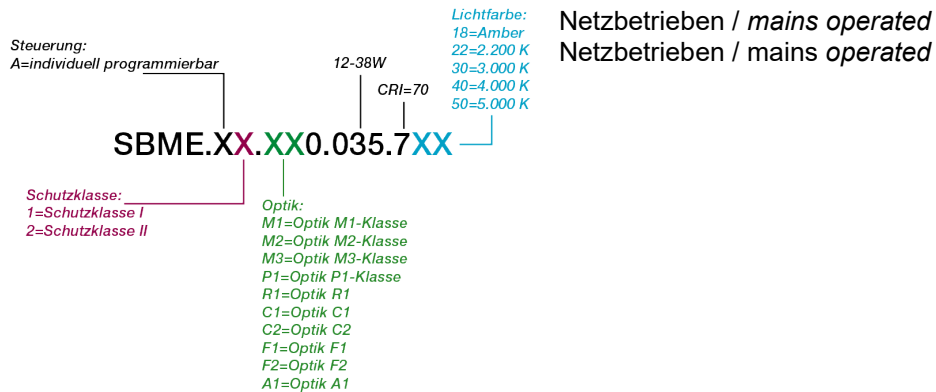 Lichtfarbe:
18=Amber
22=2.200 K
30=3.000 K
40=4.000 K
50=5.000 K
Netzbetrieben / mains operated
Netzbetrieben / mains operated
Steuerung:
A=individuell programmierbar
12-38W
CRI=70
SBME.XX.XX0.035.7XX
Schutzklasse:
1=Schutzklasse I
2=Schutzklasse II
Optik:
M1=Optik M1-Klasse
M2=Optik M2-Klasse
M3=Optik M3-Klasse
P1=Optik P1-Klasse
R1=Optik R1
C1=Optik C1
C2=Optik C2
F1=Optik F1
F2=Optik F2
A1=Optik A1